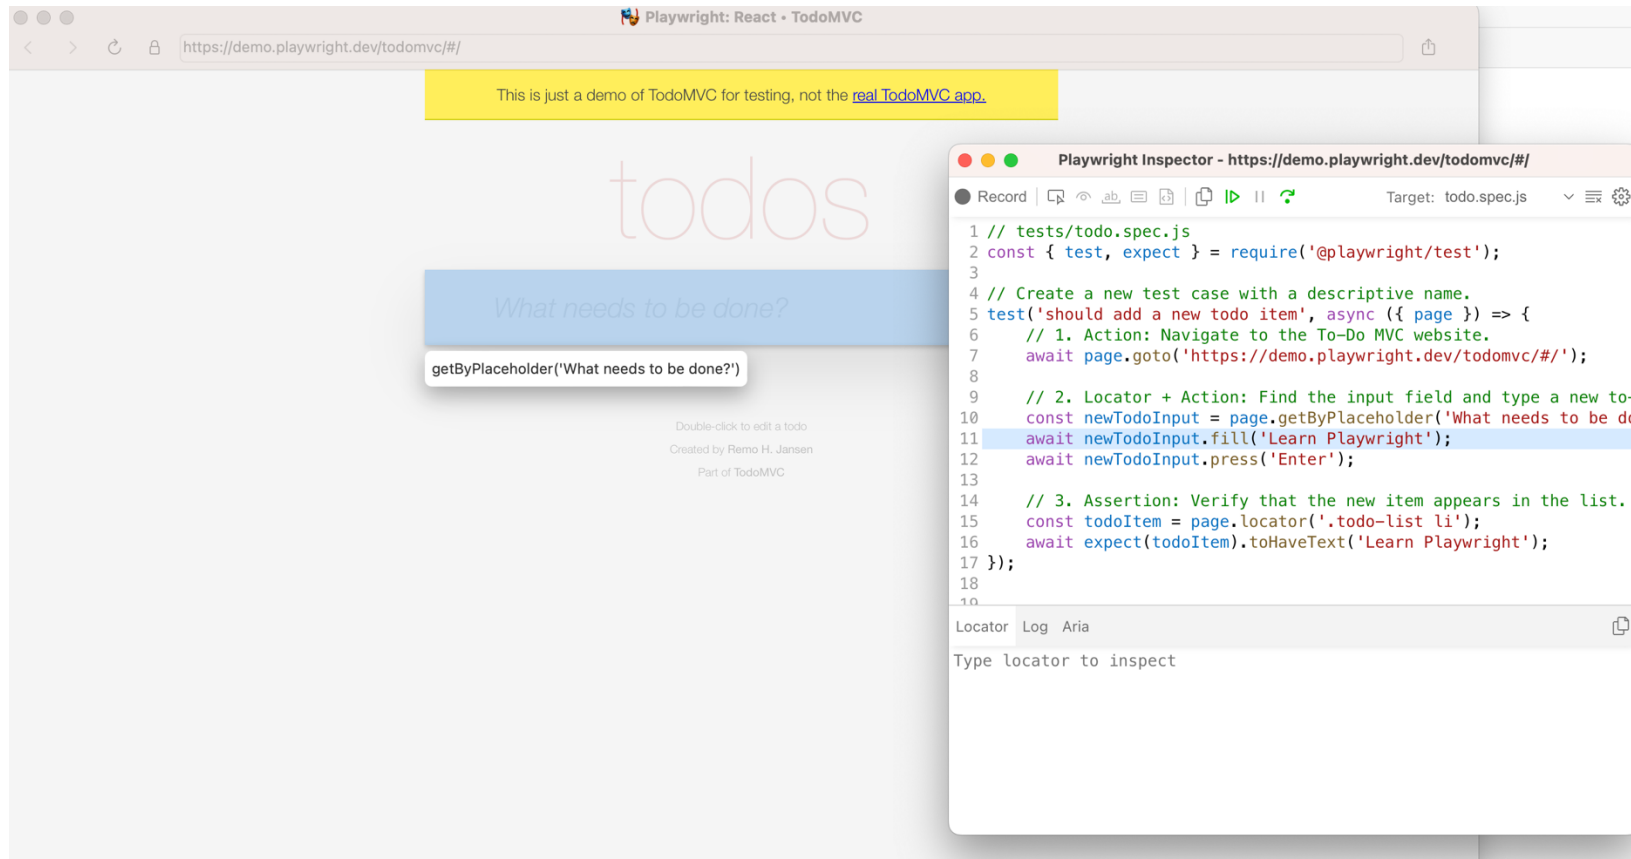 Playwright: React • TodoMVC
https://demo.playwright.dev/todomvc/#/
This is just a demo of TodoMVC for testing, not the real TodoMVC app.
todos
What needs to be done?
getByPlaceholder('What needs to be done?')
Double-click to edit a todo
Created by Remo H. Jansen
Part of TodoMVC
Playwright Inspector - https://demo.playwright.dev/todomvc/#/
Record
Target: todo.spec.js
1 // tests/todo.spec.js
2 const { test, expect } = require('@playwright/test');
3
4 // Create a new test case with a descriptive name.
5 test('should add a new todo item', async ({ page }) => {
6     // 1. Action: Navigate to the To-Do MVC website.
7     await page.goto('https://demo.playwright.dev/todomvc/#/');
8
9     // 2. Locator + Action: Find the input field and type a new to-
10     const newTodoInput = page.getByPlaceholder('What needs to be do
11     await newTodoInput.fill('Learn Playwright');
12     await newTodoInput.press('Enter');
13
14     // 3. Assertion: Verify that the new item appears in the list.
15     const todoItem = page.locator('.todo-list li');
16     await expect(todoItem).toHaveText('Learn Playwright');
17 });
18
19
Locator Log Aria
Type locator to inspect